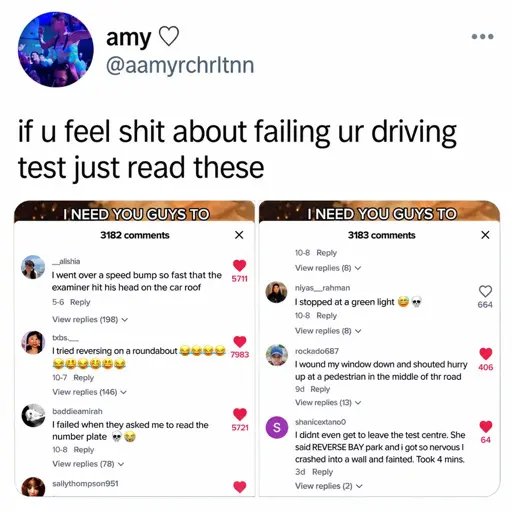 amy ♡
@aamyrchrltnn
if u feel shit about failing ur driving
test just read these
I NEED YOU GUYS TO
3182 comments
__alishia
I went over a speed bump so fast that the
examiner hit his head on the car roof
5711
5-6 Reply
View replies (198)
txbs.__
I tried reversing on a roundabout 😂😂😂😂
😂😫😂😫😫😂
7983
10-7 Reply
View replies (146)
baddieamirah
I failed when they asked me to read the
number plate 💀😭
5721
10-8 Reply
View replies (78)
sallythompson951
I NEED YOU GUYS TO
3183 comments
10-8 Reply
View replies (8)
niyas__rahman
I stopped at a green light 😅💀
664
10-8 Reply
View replies (8)
rockado687
I wound my window down and shouted hurry
up at a pedestrian in the middle of thr road
406
9d Reply
View replies (13)
S
shanicextano0
I didnt even get to leave the test centre. She
said REVERSE BAY park and i got so nervous I
crashed into a wall and fainted. Took 4 mins.
64
3d Reply
View replies (2)